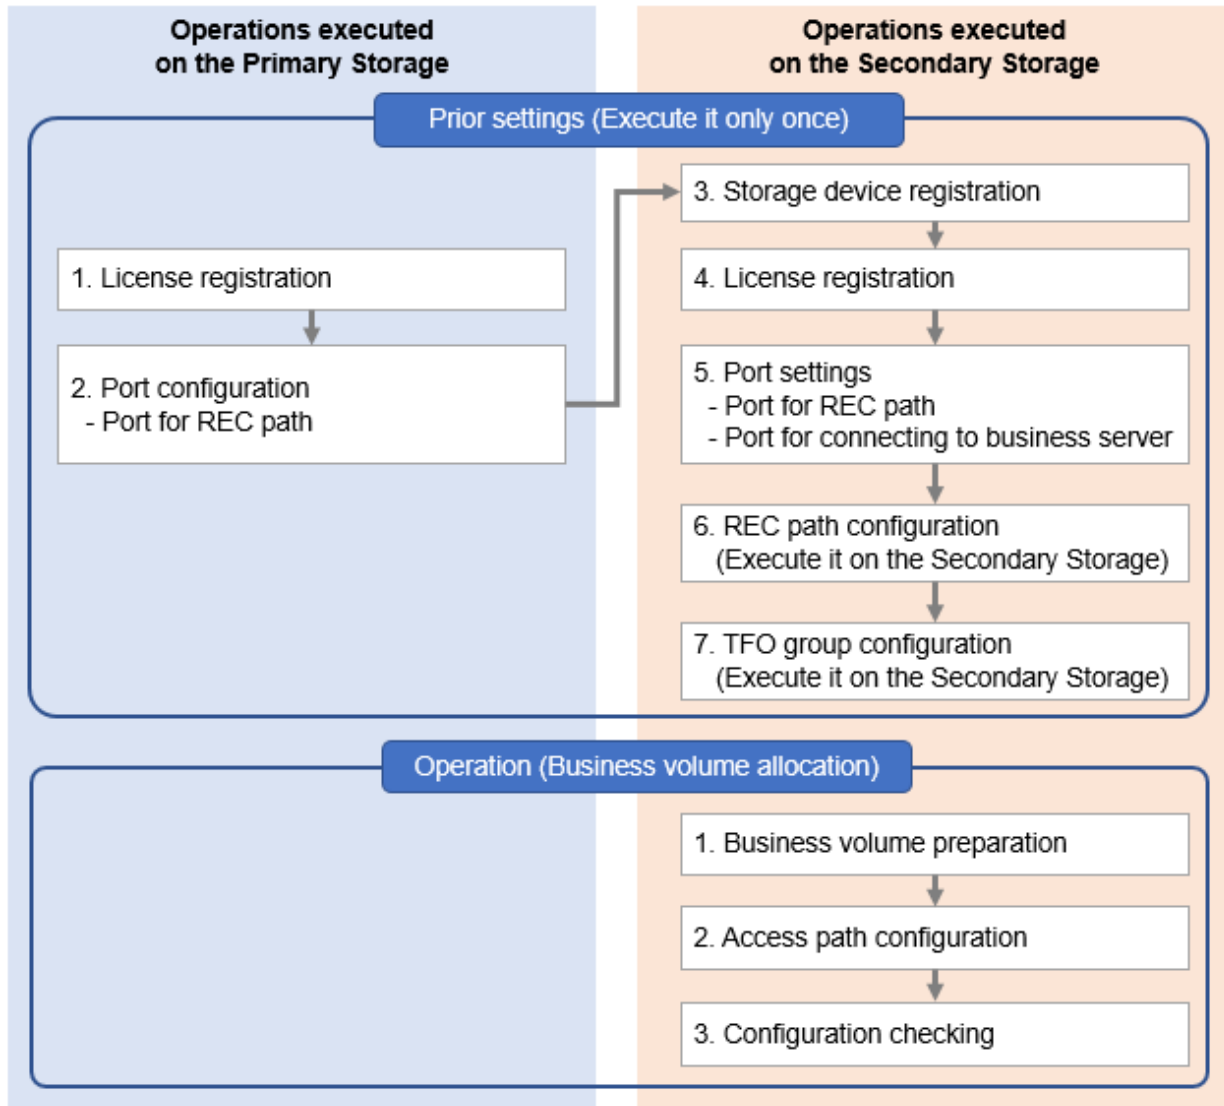 Operations executed
on the Primary Storage
Operations executed
on the Secondary Storage
Prior settings (Execute it only once)
1. License registration
2. Port configuration
- Port for REC path
3. Storage device registration
4. License registration
5. Port settings
- Port for REC path
- Port for connecting to business server
6. REC path configuration
(Execute it on the Secondary Storage)
7. TFO group configuration
(Execute it on the Secondary Storage)
Operation (Business volume allocation)
1. Business volume preparation
2. Access path configuration
3. Configuration checking